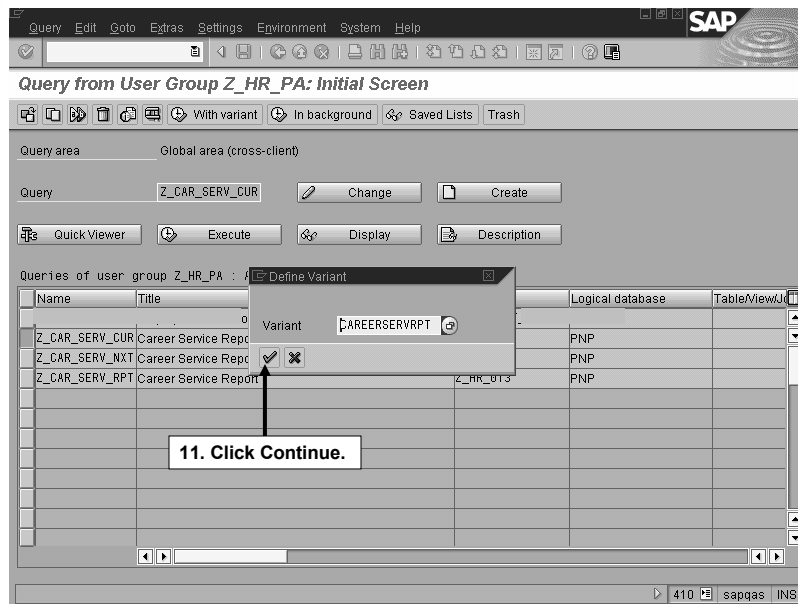 Query Edit Goto Extras Settings Environment System Help
SAP
Query from User Group Z_HR_PA: Initial Screen
With variant In background Saved Lists Trash
Query area Global area (cross-client)
Query Z_CAR_SERV_CUR Change Create
Quick Viewer Execute Display Description
Queries of user group Z_HR_PA :
Define Variant
Variant CAREERSERVRPT
Name Title Logical database Table/View/Jo
Z_CAR_SERV_CUR Career Service Repo PNP
Z_CAR_SERV_NXT Career Service Repo PNP
Z_CAR_SERV_RPT Career Service Report Z_HR_013 PNP
11. Click Continue.
410 sapqas INS